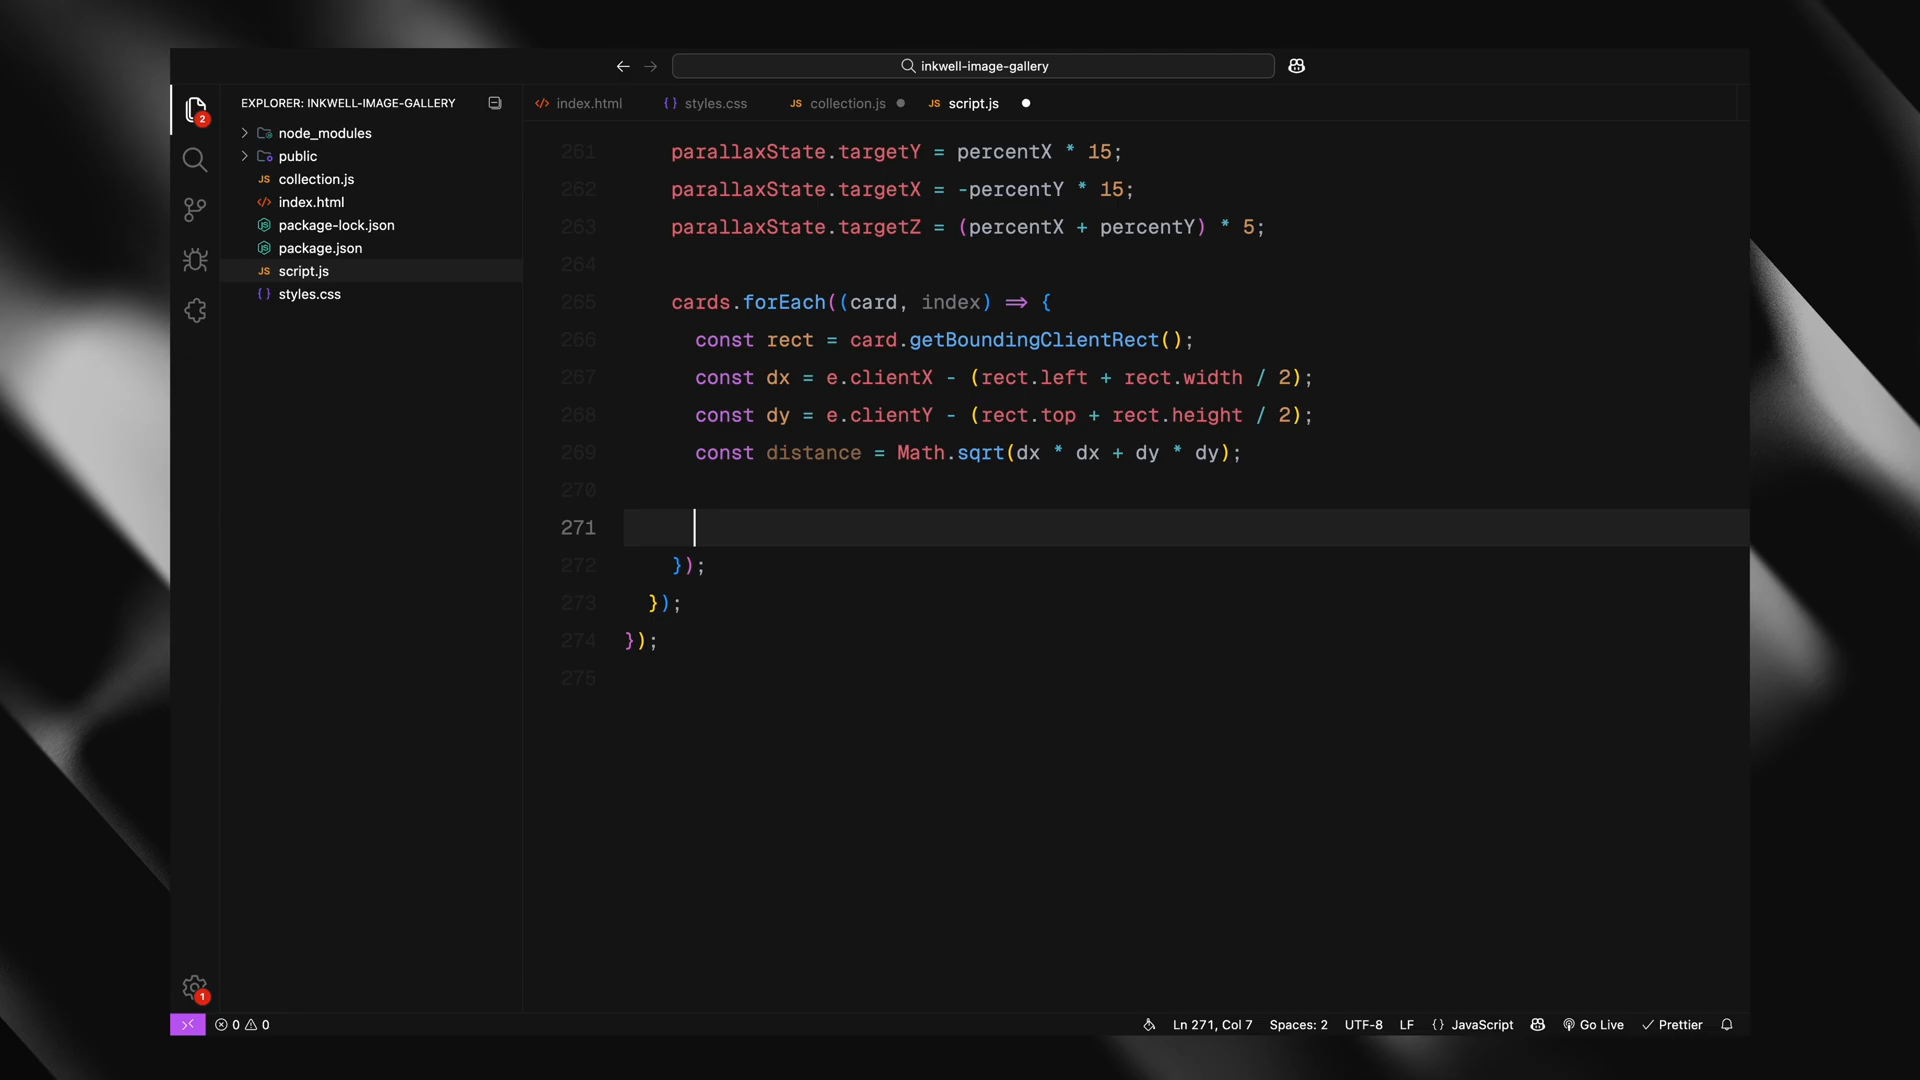 inkwell-image-gallery
EXPLORER: INKWELL-IMAGE-GALLERY
index.html
styles.css
JS collection.js
JS script.js
2
node_modules
public
JS collection.js
index.html
package-lock.json
package.json
JS script.js
styles.css
261 parallaxState.targetY = percentX * 15;
262 parallaxState.targetX = -percentY * 15;
263 parallaxState.targetZ = (percentX + percentY) * 5;
264
265 cards.forEach((card, index) => {
266 const rect = card.getBoundingClientRect();
267 const dx = e.clientX - (rect.left + rect.width / 2);
268 const dy = e.clientY - (rect.top + rect.height / 2);
269 const distance = Math.sqrt(dx * dx + dy * dy);
270
271
272 });
273 });
274 });
275
1
0 0
Ln 271, Col 7
Spaces: 2
UTF-8
LF
{ } JavaScript
Go Live
Prettier